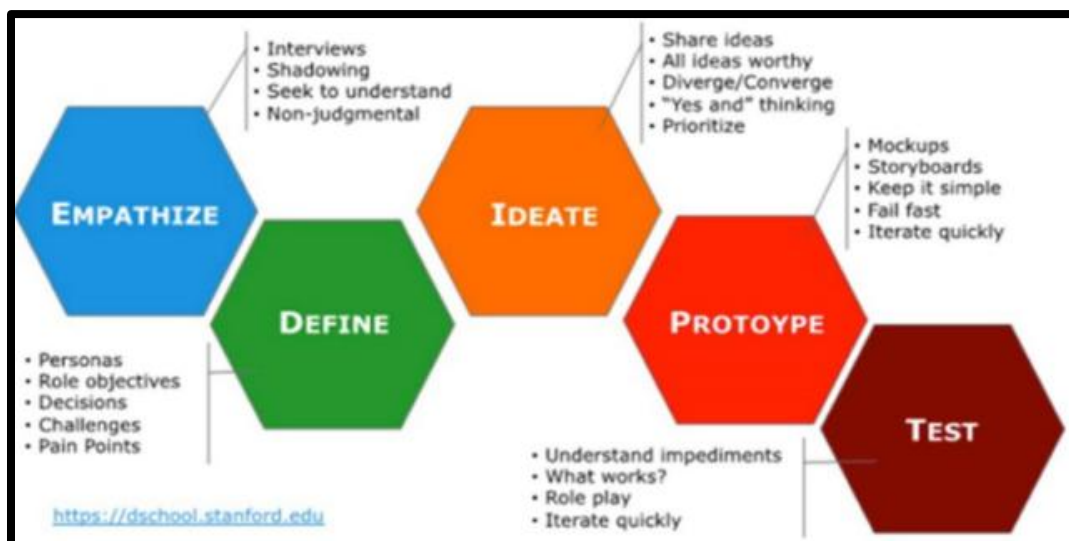 • Interviews
• Shadowing
• Seek to understand
• Non-judgmental
EMPATHIZE
• Personas
• Role objectives
• Decisions
• Challenges
• Pain Points
DEFINE
• Share ideas
• All ideas worthy
• Diverge/Converge
• “Yes and” thinking
• Prioritize
IDEATE
• Mockups
• Storyboards
• Keep it simple
• Fail fast
• Iterate quickly
PROTOYPE
• Understand impediments
• What works?
• Role play
• Iterate quickly
TEST
https://dschool.stanford.edu